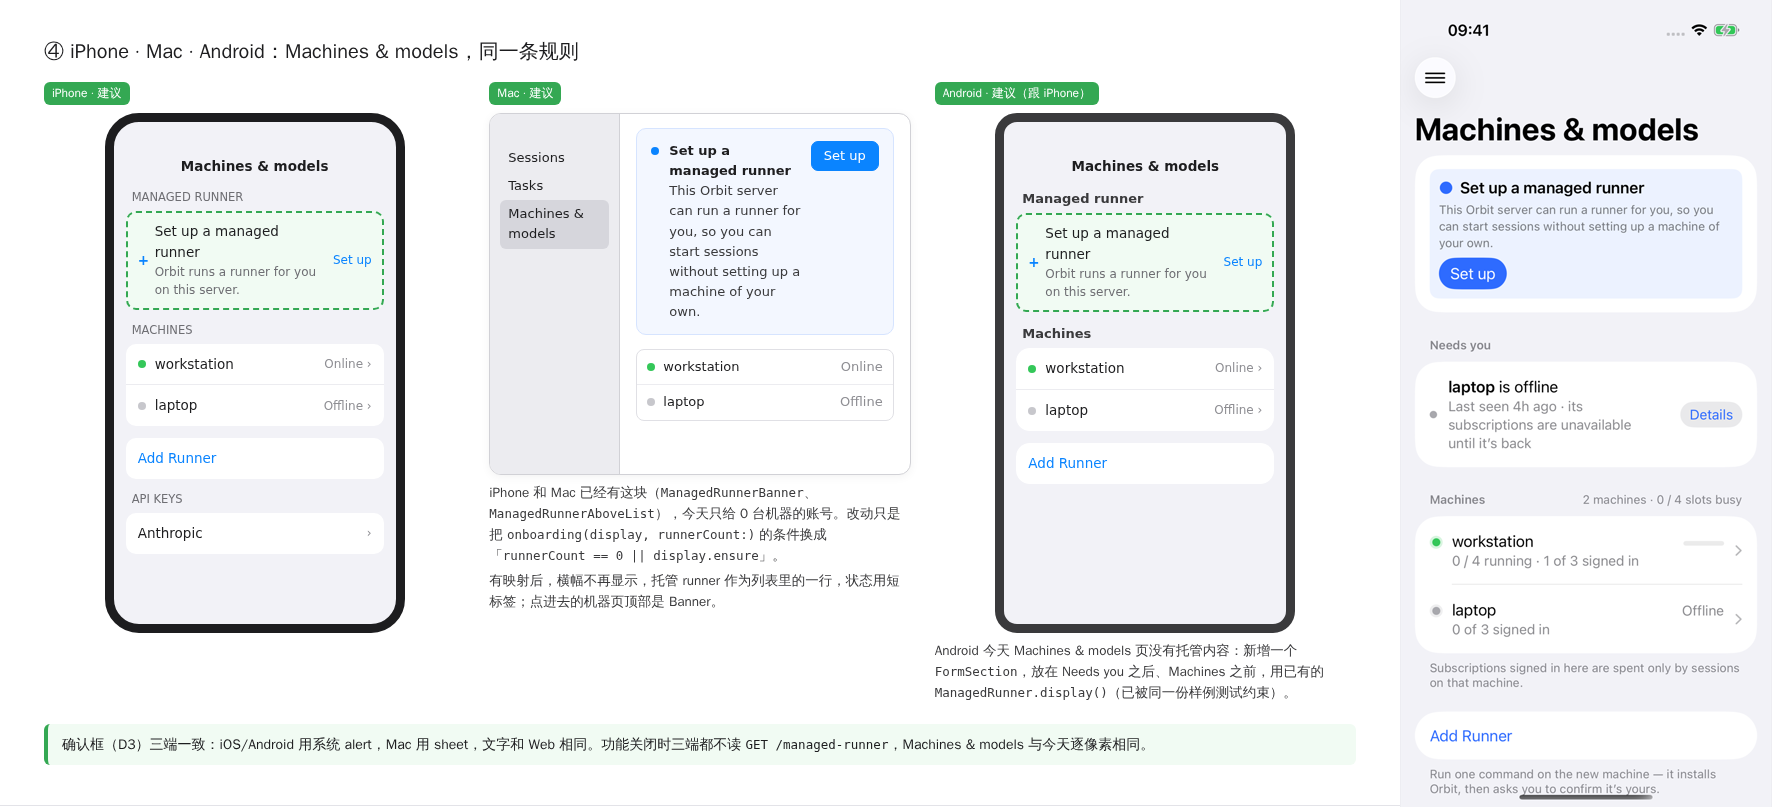 ④ iPhone · Mac · Android：Machines & models，同一条规则
iPhone · 建议
Machines & models
MANAGED RUNNER
Set up a managed
runner
+
Set up
Orbit runs a runner for you
on this server.
MACHINES
workstation
Online ›
laptop
Offline ›
Add Runner
API KEYS
Anthropic
›
Mac · 建议
Sessions
Tasks
Machines &
models
Set up a
managed runner
Set up
This Orbit server
can run a runner for
you, so you can
start sessions
without setting up a
machine of your
own.
workstation
Online
laptop
Offline
iPhone 和 Mac 已经有这块（ManagedRunnerBanner、
ManagedRunnerAboveList），今天只给 0 台机器的账号。改动只是
把 onboarding(display, runnerCount:) 的条件换成
「runnerCount == 0 || display.ensure」。
有映射后，横幅不再显示，托管 runner 作为列表里的一行，状态用短
标签；点进去的机器页顶部是 Banner。
Android · 建议（跟 iPhone）
Machines & models
Managed runner
Set up a managed
runner
+
Set up
Orbit runs a runner for you
on this server.
Machines
workstation
Online ›
laptop
Offline ›
Add Runner
Android 今天 Machines & models 页没有托管内容：新增一个
FormSection，放在 Needs you 之后、Machines 之前，用已有的
ManagedRunner.display()（已被同一份样例测试约束）。
确认框（D3）三端一致：iOS/Android 用系统 alert，Mac 用 sheet，文字和 Web 相同。功能关闭时三端都不读 GET /managed-runner，Machines & models 与今天逐像素相同。
09:41
Machines & models
Set up a managed runner
This Orbit server can run a runner for you, so you
can start sessions without setting up a machine of
your own.
Set up
Needs you
laptop is offline
Last seen 4h ago · its
subscriptions are unavailable
until it's back
Details
Machines
2 machines · 0 / 4 slots busy
workstation
0 / 4 running · 1 of 3 signed in
laptop
Offline
0 of 3 signed in
Subscriptions signed in here are spent only by sessions
on that machine.
Add Runner
Run one command on the new machine — it installs
Orbit, then asks you to confirm it's yours.